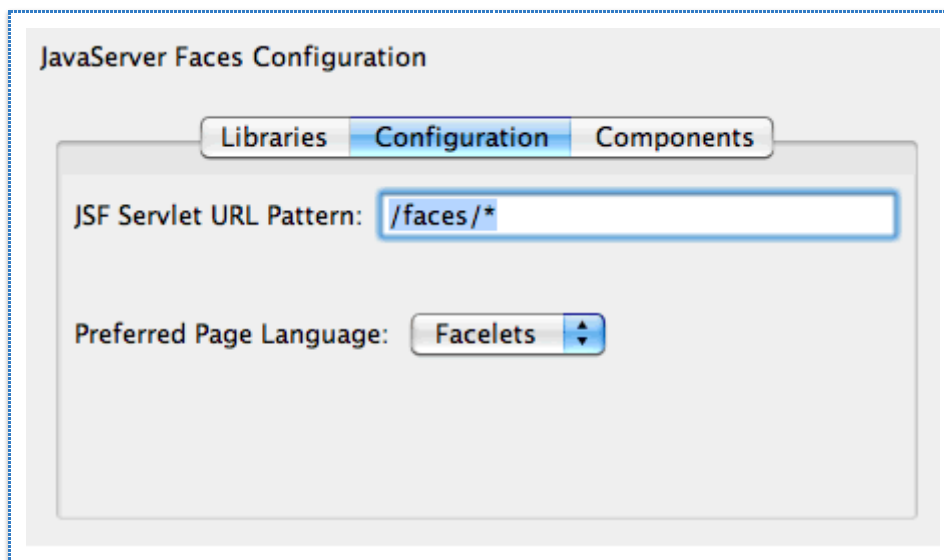 JavaServer Faces Configuration
Libraries Configuration Components
JSF Servlet URL Pattern: /faces/*
Preferred Page Language: Facelets